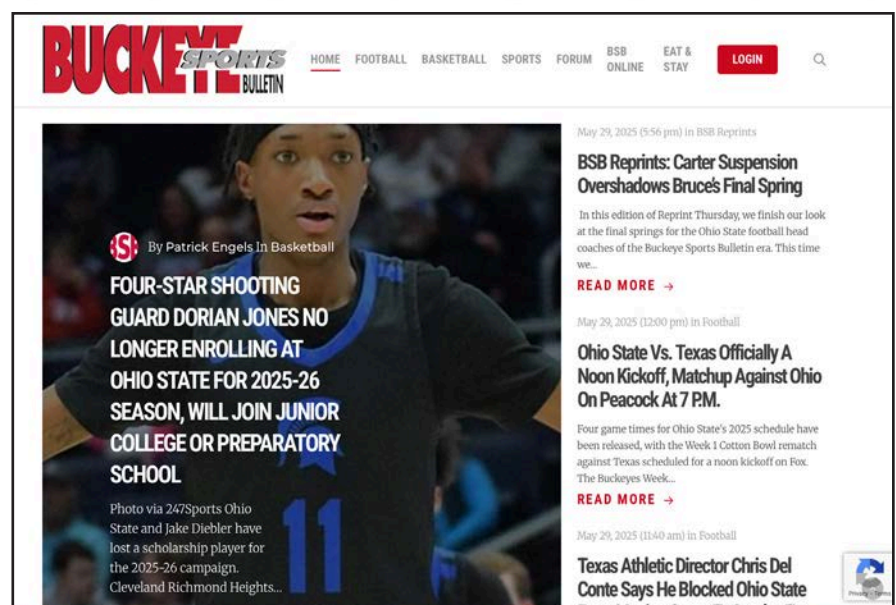 BUCKEYE
SPORTS
BULLETIN
HOME FOOTBALL BASKETBALL SPORTS FORUM BSB ONLINE EAT & STAY LOGIN
BSB By Patrick Engels In Basketball
FOUR-STAR SHOOTING
GUARD DORIAN JONES NO
LONGER ENROLLING AT
OHIO STATE FOR 2025-26
SEASON, WILL JOIN JUNIOR
COLLEGE OR PREPARATORY
SCHOOL
Photo via 247Sports Ohio
State and Jake Diebler have
lost a scholarship player for
the 2025-26 campaign.
Cleveland Richmond Heights...
11
May 29, 2025 (5:56 pm) in BSB Reprints
BSB Reprints: Carter Suspension
Overshadows Bruce's Final Spring
In this edition of Reprint Thursday, we finish our look
at the final springs for the Ohio State football head
coaches of the Buckeye Sports Bulletin era. This time
we...
READ MORE →
May 29, 2025 (12:00 pm) in Football
Ohio State Vs. Texas Officially A
Noon Kickoff, Matchup Against Ohio
On Peacock At 7 P.M.
Four game times for Ohio State's 2025 schedule have
been released, with the Week 1 Cotton Bowl rematch
against Texas scheduled for a noon kickoff on Fox.
The Buckeyes Week...
READ MORE →
May 29, 2025 (11:40 am) in Football
Texas Athletic Director Chris Del
Conte Says He Blocked Ohio State
Privacy - Terms